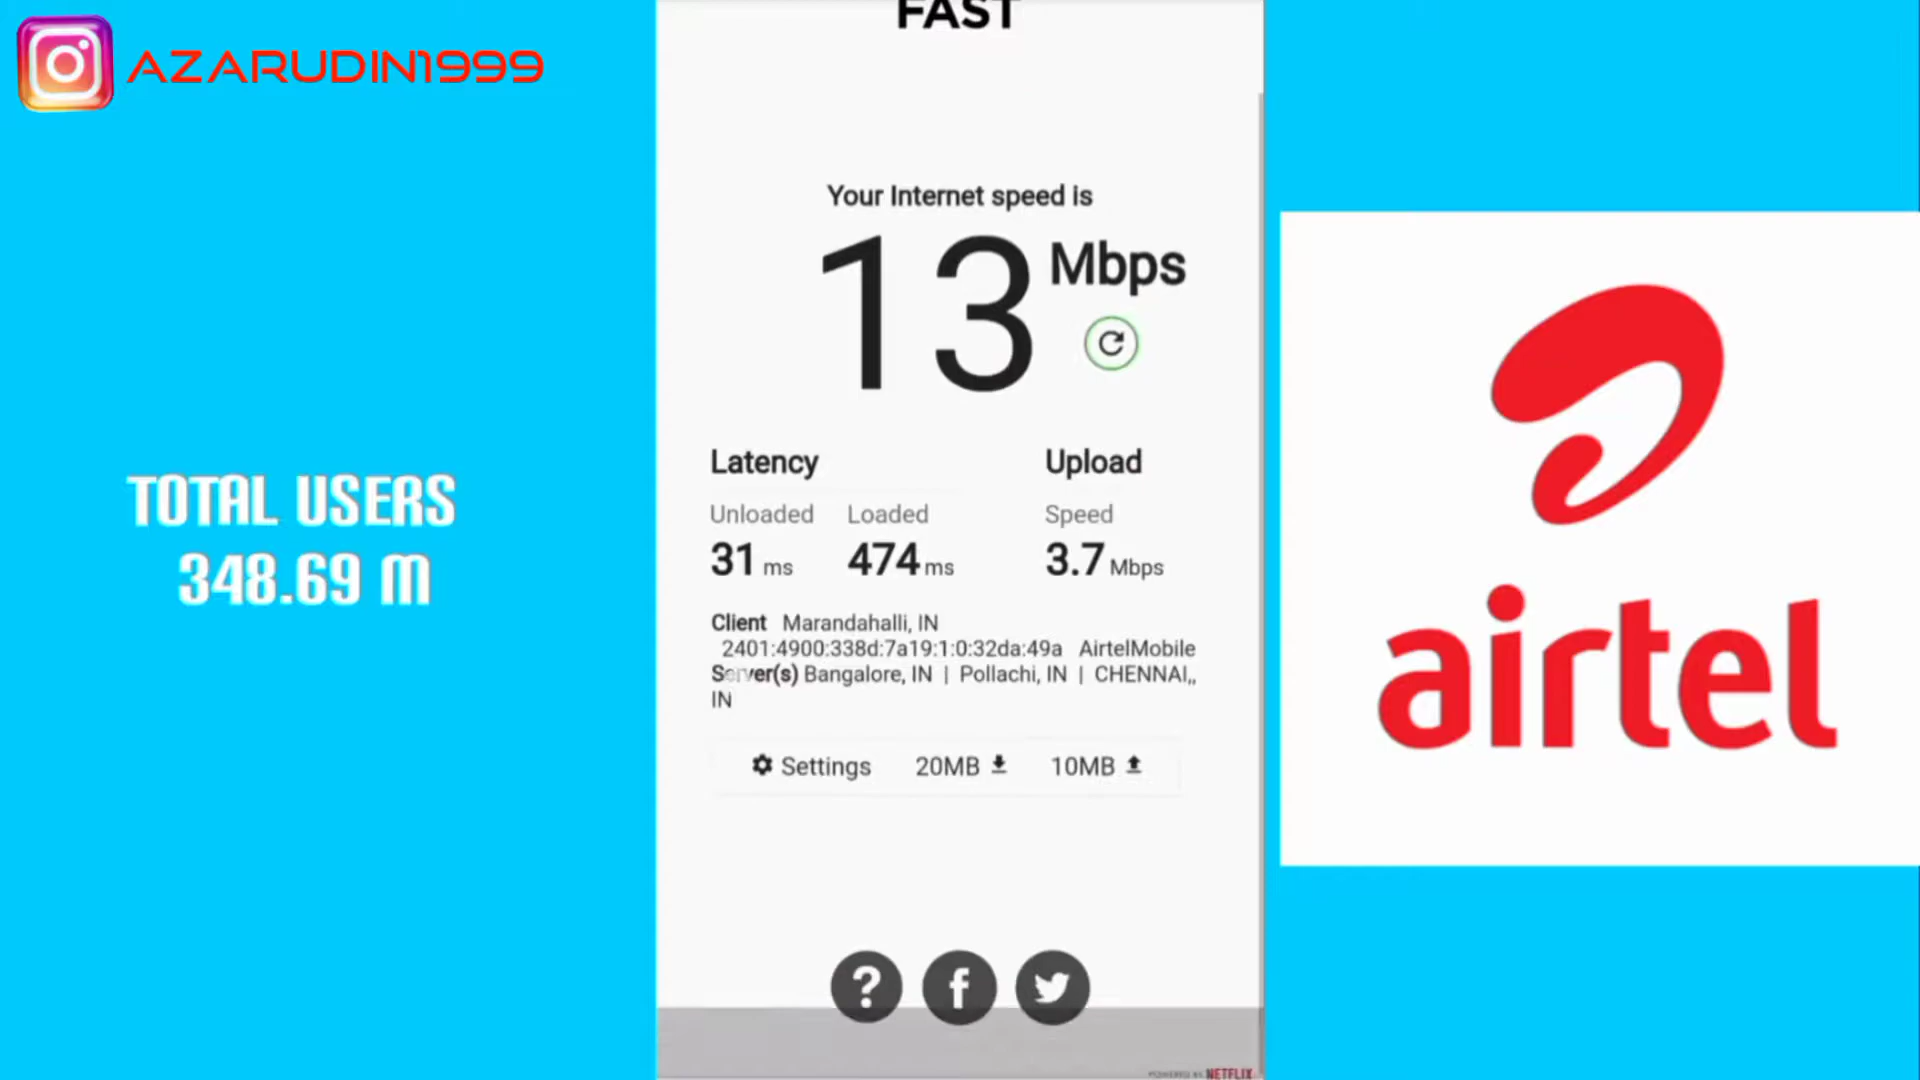 AZARUDIN1999
TOTAL USERS
348.69 M
FAST
Your Internet speed is
13 Mbps
Latency Upload
Unloaded Loaded Speed
31 ms 474 ms 3.7 Mbps
Client Marandahalli, IN
2401:4900:338d:7a19:1:0:32da:49a AirtelMobile
Server(s) Bangalore, IN | Pollachi, IN | CHENNAI,,
IN
Settings 20MB 10MB
POWERED BY NETFLIX
airtel